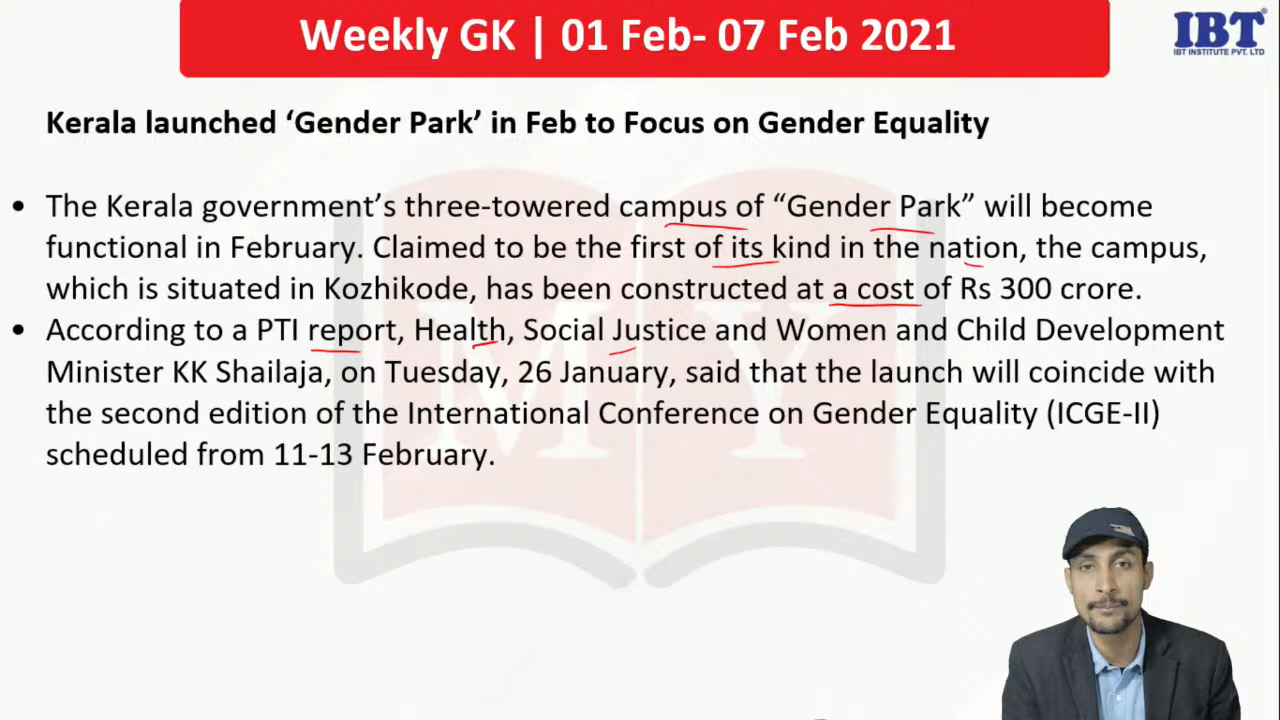 Weekly GK | 01 Feb- 07 Feb 2021
IBT
IBT INSTITUTE PVT. LTD
Kerala launched ‘Gender Park’ in Feb to Focus on Gender Equality
• The Kerala government’s three-towered campus of “Gender Park” will become
functional in February. Claimed to be the first of its kind in the nation, the campus,
which is situated in Kozhikode, has been constructed at a cost of Rs 300 crore.
• According to a PTI report, Health, Social Justice and Women and Child Development
Minister KK Shailaja, on Tuesday, 26 January, said that the launch will coincide with
the second edition of the International Conference on Gender Equality (ICGE-II)
scheduled from 11-13 February.
M Y